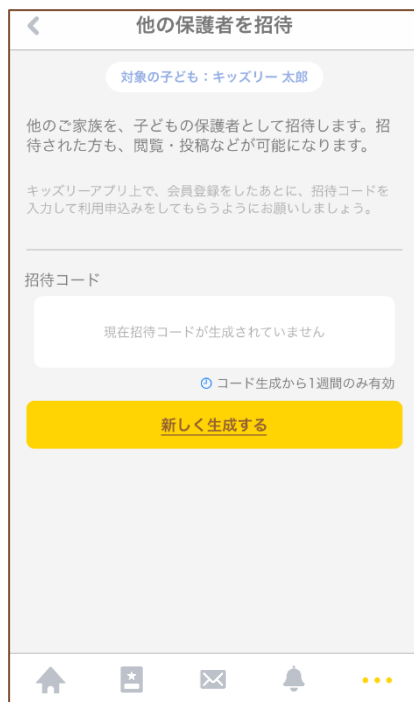 他の保護者を招待
対象の子ども：キッズリー 太郎
他のご家族を、子どもの保護者として招待します。招
待された方も、閲覧・投稿などが可能になります。
キッズリーアプリ上で、会員登録をしたあとに、招待コードを
入力して利用申込みをしてもらうようにお願いしましょう。
招待コード
現在招待コードが生成されていません
コード生成から1週間のみ有効
新しく生成する